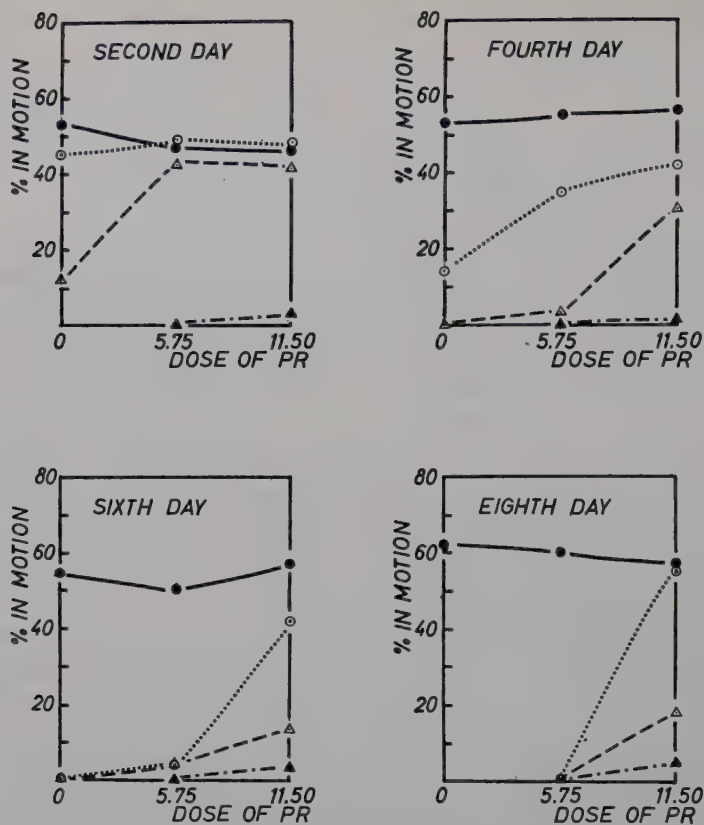 80
SECOND DAY
60
% IN MOTION
40
20
0
5.75
11.50
DOSE OF PR
80
FOURTH DAY
60
% IN MOTION
40
20
0
5.75
11.50
DOSE OF PR
80
SIXTH DAY
60
% IN MOTION
40
20
0
5.75
11.50
DOSE OF PR
80
EIGHTH DAY
60
% IN MOTION
40
20
0
5.75
11.50
DOSE OF PR